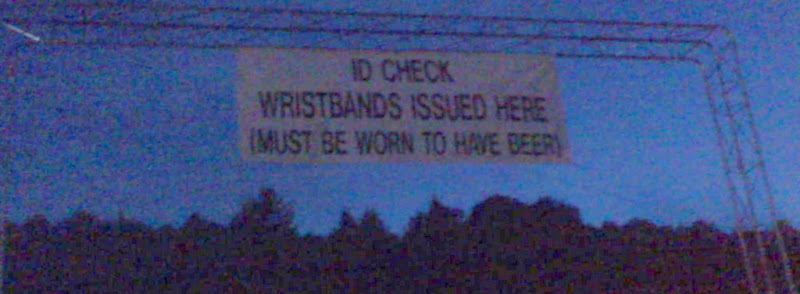 ID CHECK
WRISTBANDS ISSUED HERE
(MUST BE WORN TO HAVE BEER)